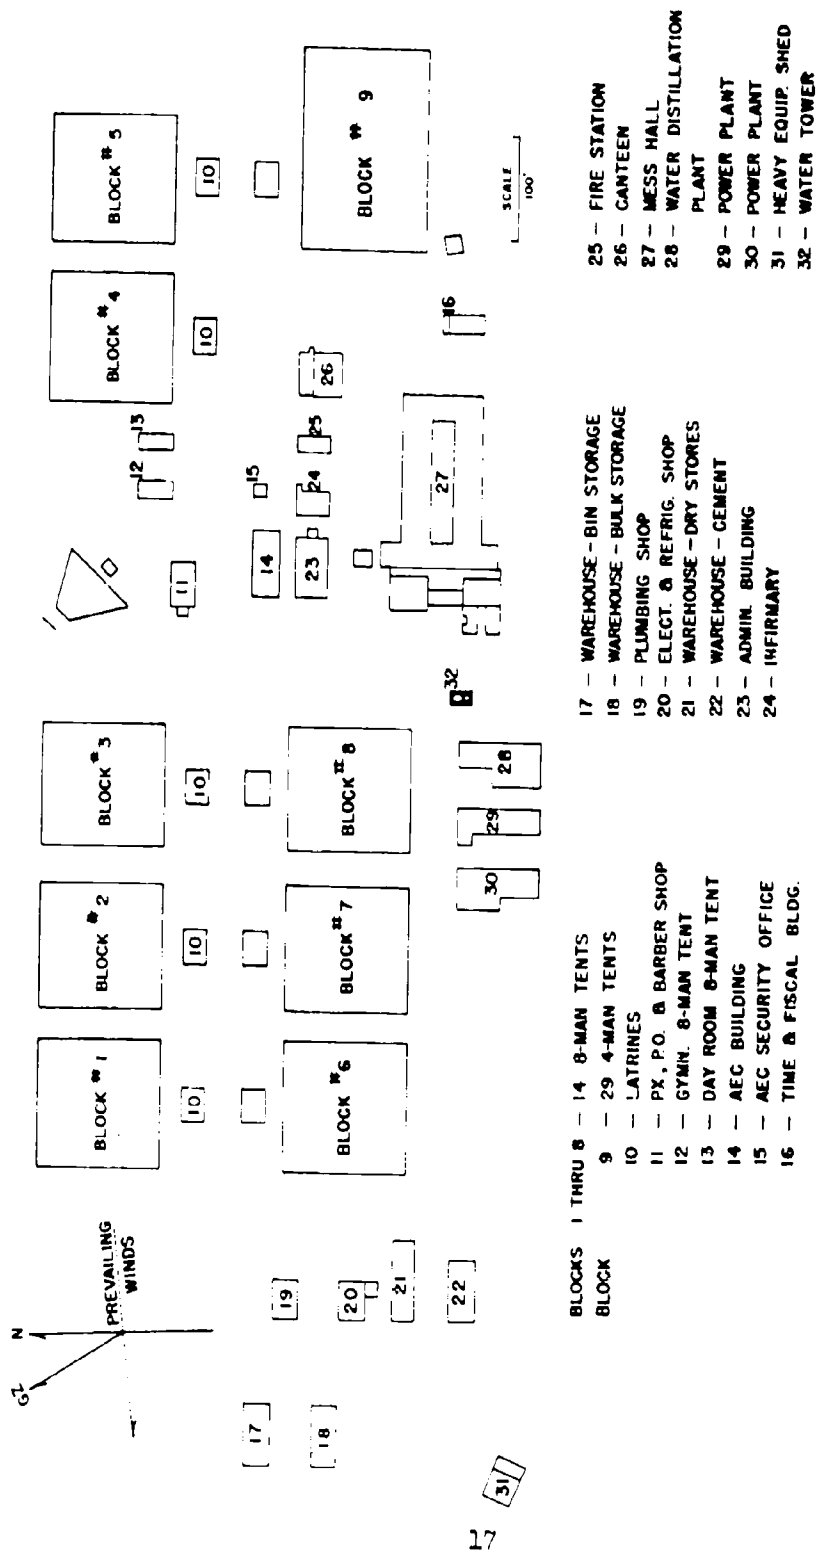 GZ
N
PREVAILING
WINDS
BLOCK #1
BLOCK #2
BLOCK #3
BLOCK #4
BLOCK #5
10
10
10
10
10
11
12
13
14
15
BLOCK #6
BLOCK #7
BLOCK #8
BLOCK # 9
17
18
19
20
21
22
23
24
25
26
27
16
32
30
29
28
31
SCALE
100'
BLOCKS 1 THRU 8 – 14 8-MAN TENTS
BLOCK 9 – 29 4-MAN TENTS
10 – LATRINES
11 – PX, P.O. & BARBER SHOP
12 – GYMN. 8-MAN TENT
13 – DAY ROOM 8-MAN TENT
14 – AEC BUILDING
15 – AEC SECURITY OFFICE
16 – TIME & FISCAL BLDG.
17 – WAREHOUSE – BIN STORAGE
18 – WAREHOUSE – BULK STORAGE
19 – PLUMBING SHOP
20 – ELECT. & REFRIG. SHOP
21 – WAREHOUSE – DRY STORES
22 – WAREHOUSE – CEMENT
23 – ADMIN. BUILDING
24 – INFIRMARY
25 – FIRE STATION
26 – CANTEEN
27 – MESS HALL
28 – WATER DISTILLATION
PLANT
29 – POWER PLANT
30 – POWER PLANT
31 – HEAVY EQUIP. SHED
32 – WATER TOWER
17